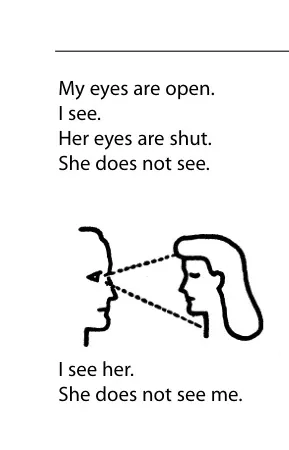 My eyes are open.
I see.
Her eyes are shut.
She does not see.
I see her.
She does not see me.